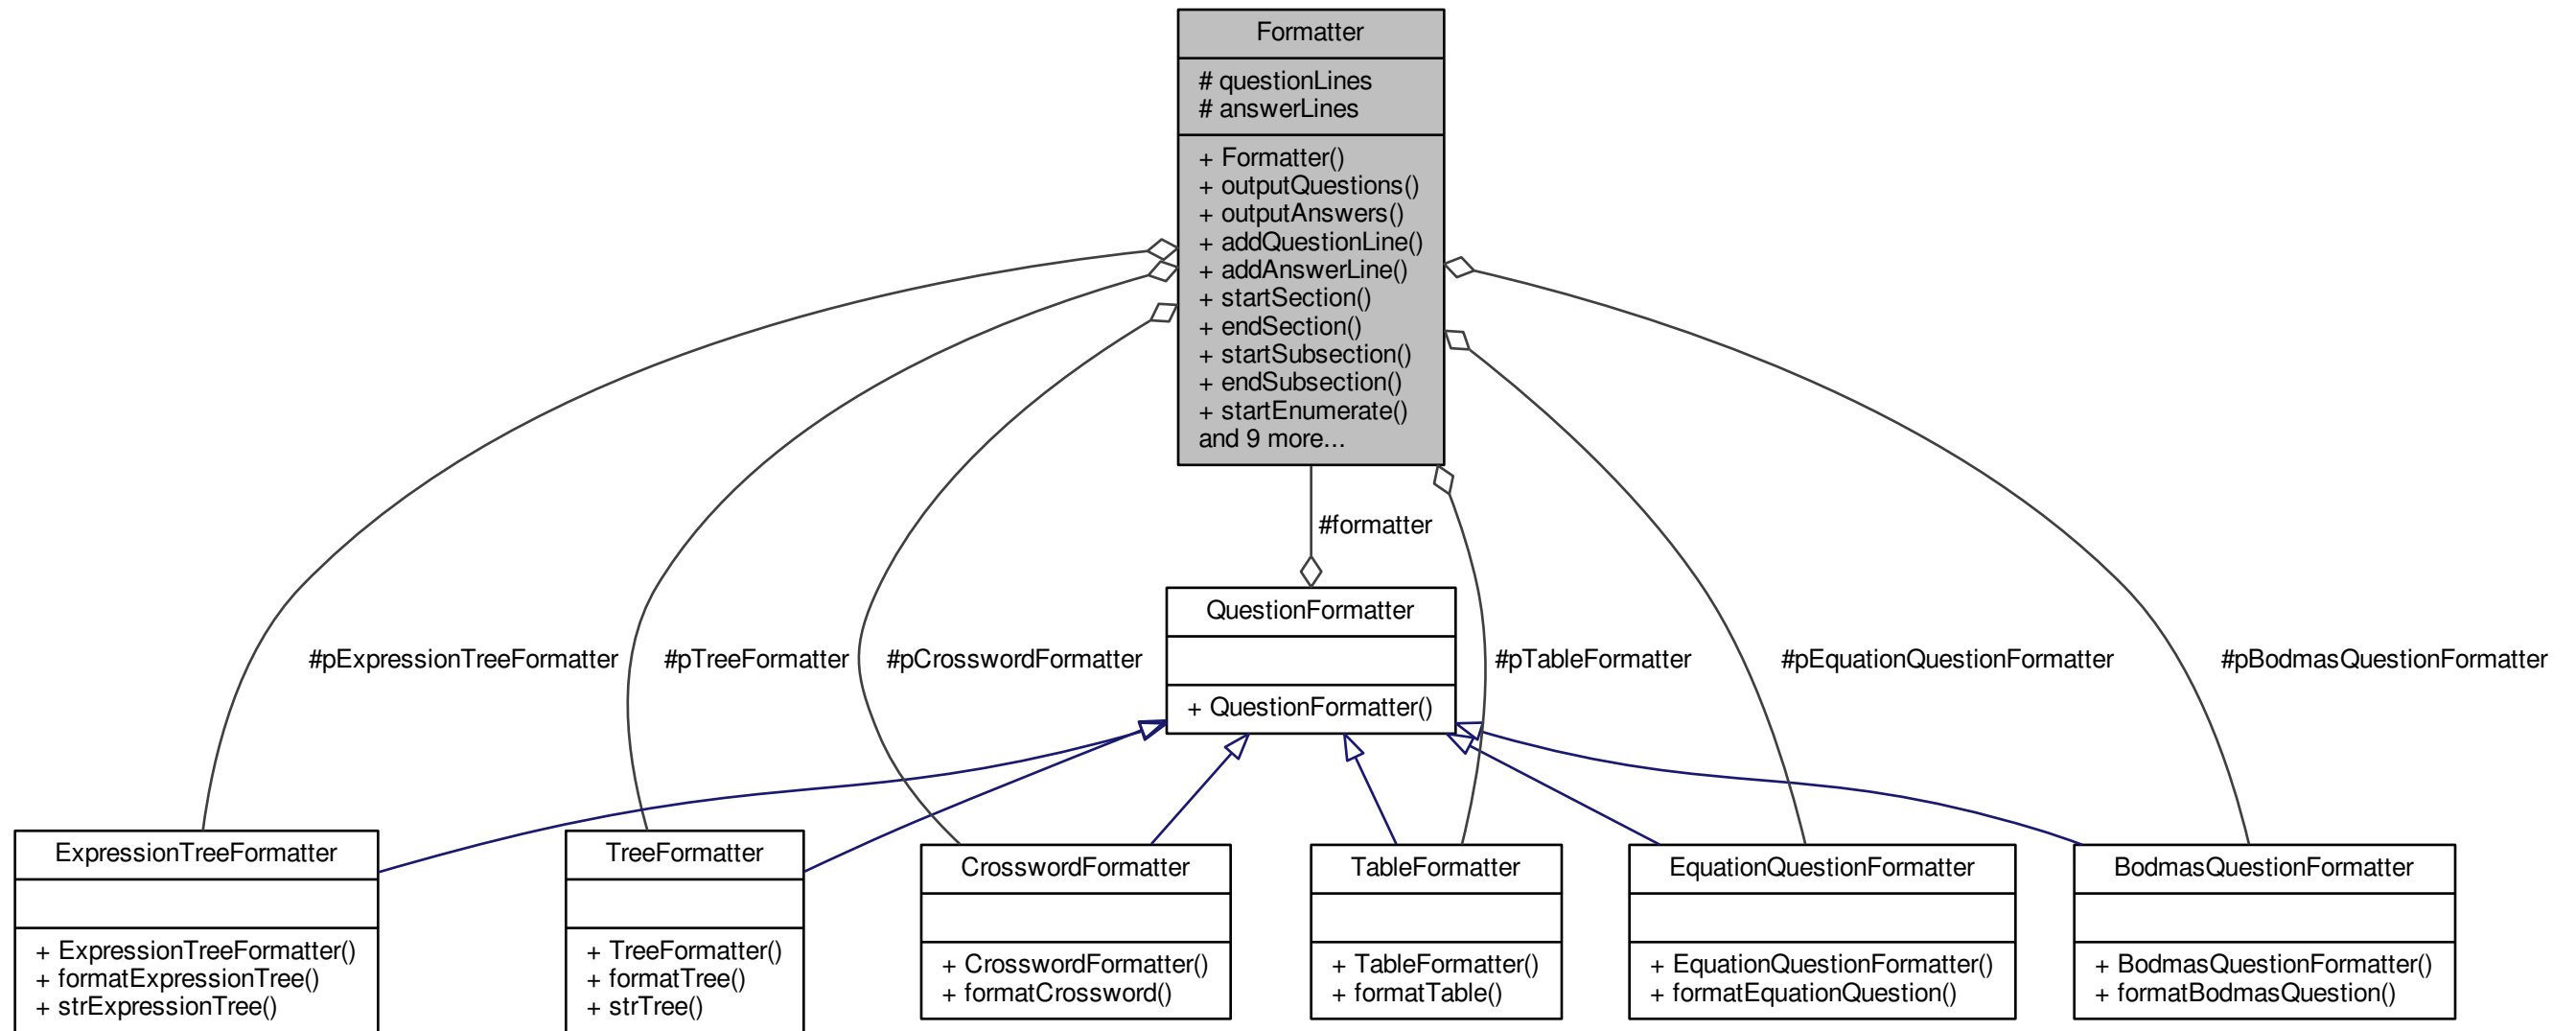 Formatter
# questionLines
# answerLines
+ Formatter()
+ outputQuestions()
+ outputAnswers()
+ addQuestionLine()
+ addAnswerLine()
+ startSection()
+ endSection()
+ startSubsection()
+ endSubsection()
+ startEnumerate()
and 9 more...
#formatter
QuestionFormatter
+ QuestionFormatter()
#pExpressionTreeFormatter
#pTreeFormatter
#pCrosswordFormatter
#pTableFormatter
#pEquationQuestionFormatter
#pBodmasQuestionFormatter
ExpressionTreeFormatter
+ ExpressionTreeFormatter()
+ formatExpressionTree()
+ strExpressionTree()
TreeFormatter
+ TreeFormatter()
+ formatTree()
+ strTree()
CrosswordFormatter
+ CrosswordFormatter()
+ formatCrossword()
TableFormatter
+ TableFormatter()
+ formatTable()
EquationQuestionFormatter
+ EquationQuestionFormatter()
+ formatEquationQuestion()
BodmasQuestionFormatter
+ BodmasQuestionFormatter()
+ formatBodmasQuestion()